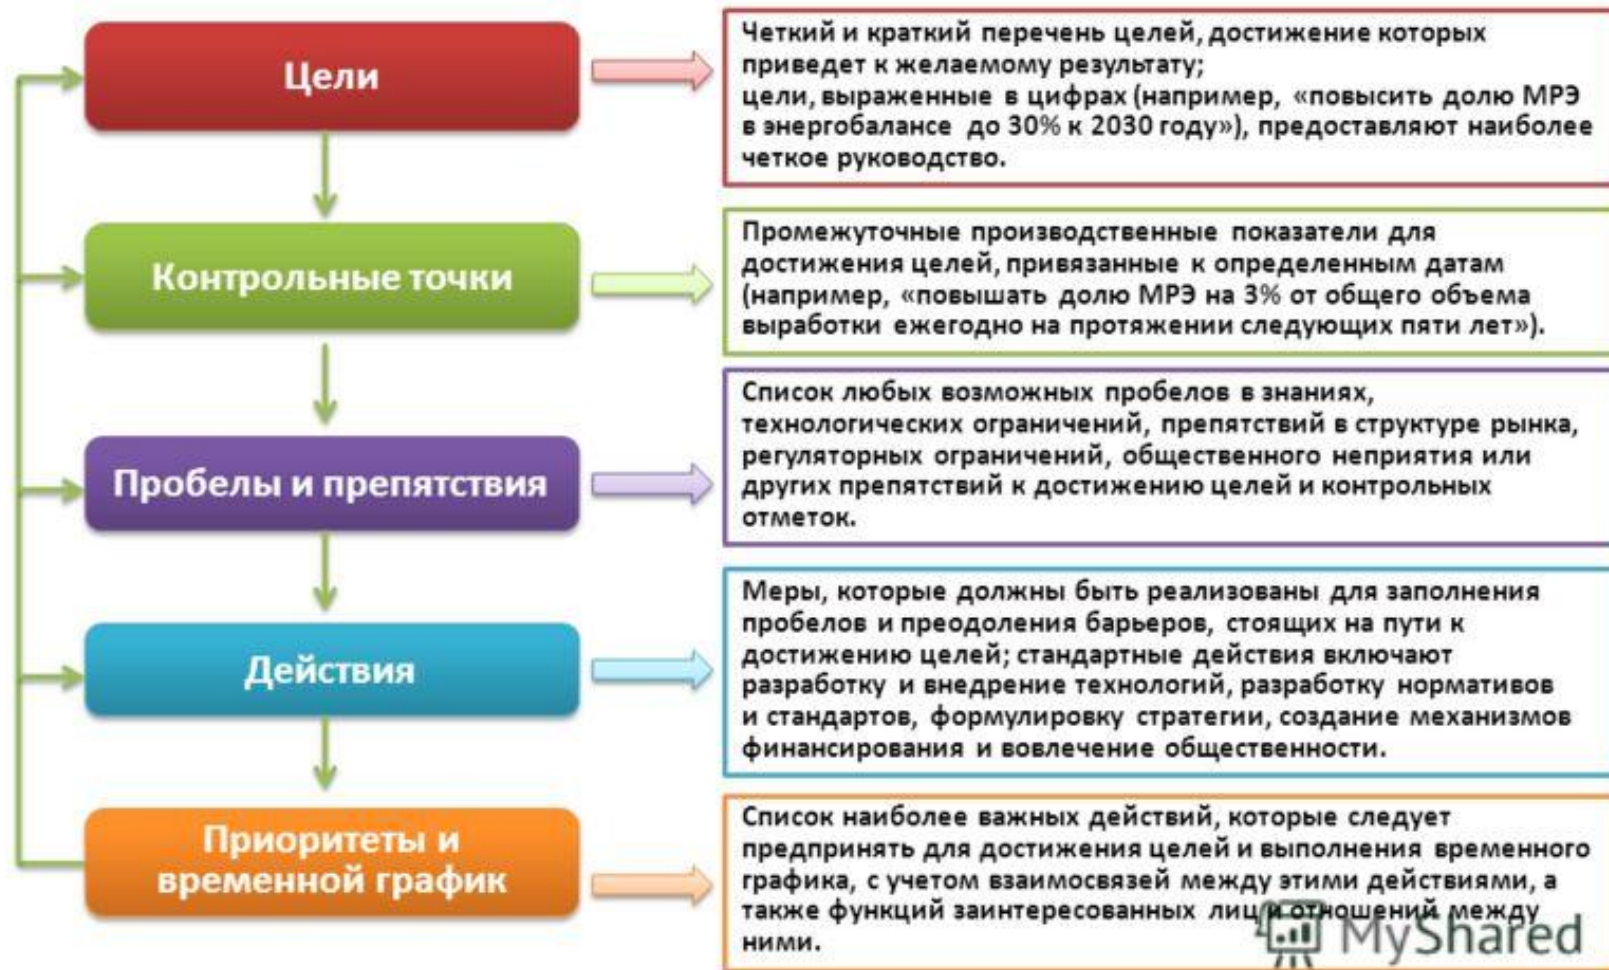 Цели
Четкий и краткий перечень целей, достижение которых
приведет к желаемому результату;
цели, выраженные в цифрах (например, «повысить долю МРЭ
в энергобалансе до 30% к 2030 году»), предоставляют наиболее
четкое руководство.
Контрольные точки
Промежуточные производственные показатели для
достижения целей, привязанные к определенным датам
(например, «повышать долю МРЭ на 3% от общего объема
выработки ежегодно на протяжении следующих пяти лет»).
Пробелы и препятствия
Список любых возможных пробелов в знаниях,
технологических ограничений, препятствий в структуре рынка,
регуляторных ограничений, общественного неприятия или
других препятствий к достижению целей и контрольных
отметок.
Действия
Меры, которые должны быть реализованы для заполнения
пробелов и преодоления барьеров, стоящих на пути к
достижению целей; стандартные действия включают
разработку и внедрение технологий, разработку нормативов
и стандартов, формулировку стратегии, создание механизмов
финансирования и вовлечение общественности.
Приоритеты и
временной график
Список наиболее важных действий, которые следует
предпринять для достижения целей и выполнения временного
графика, с учетом взаимосвязей между этими действиями, а
также функций заинтересованных лиц и отношений между
ними.
MyShared